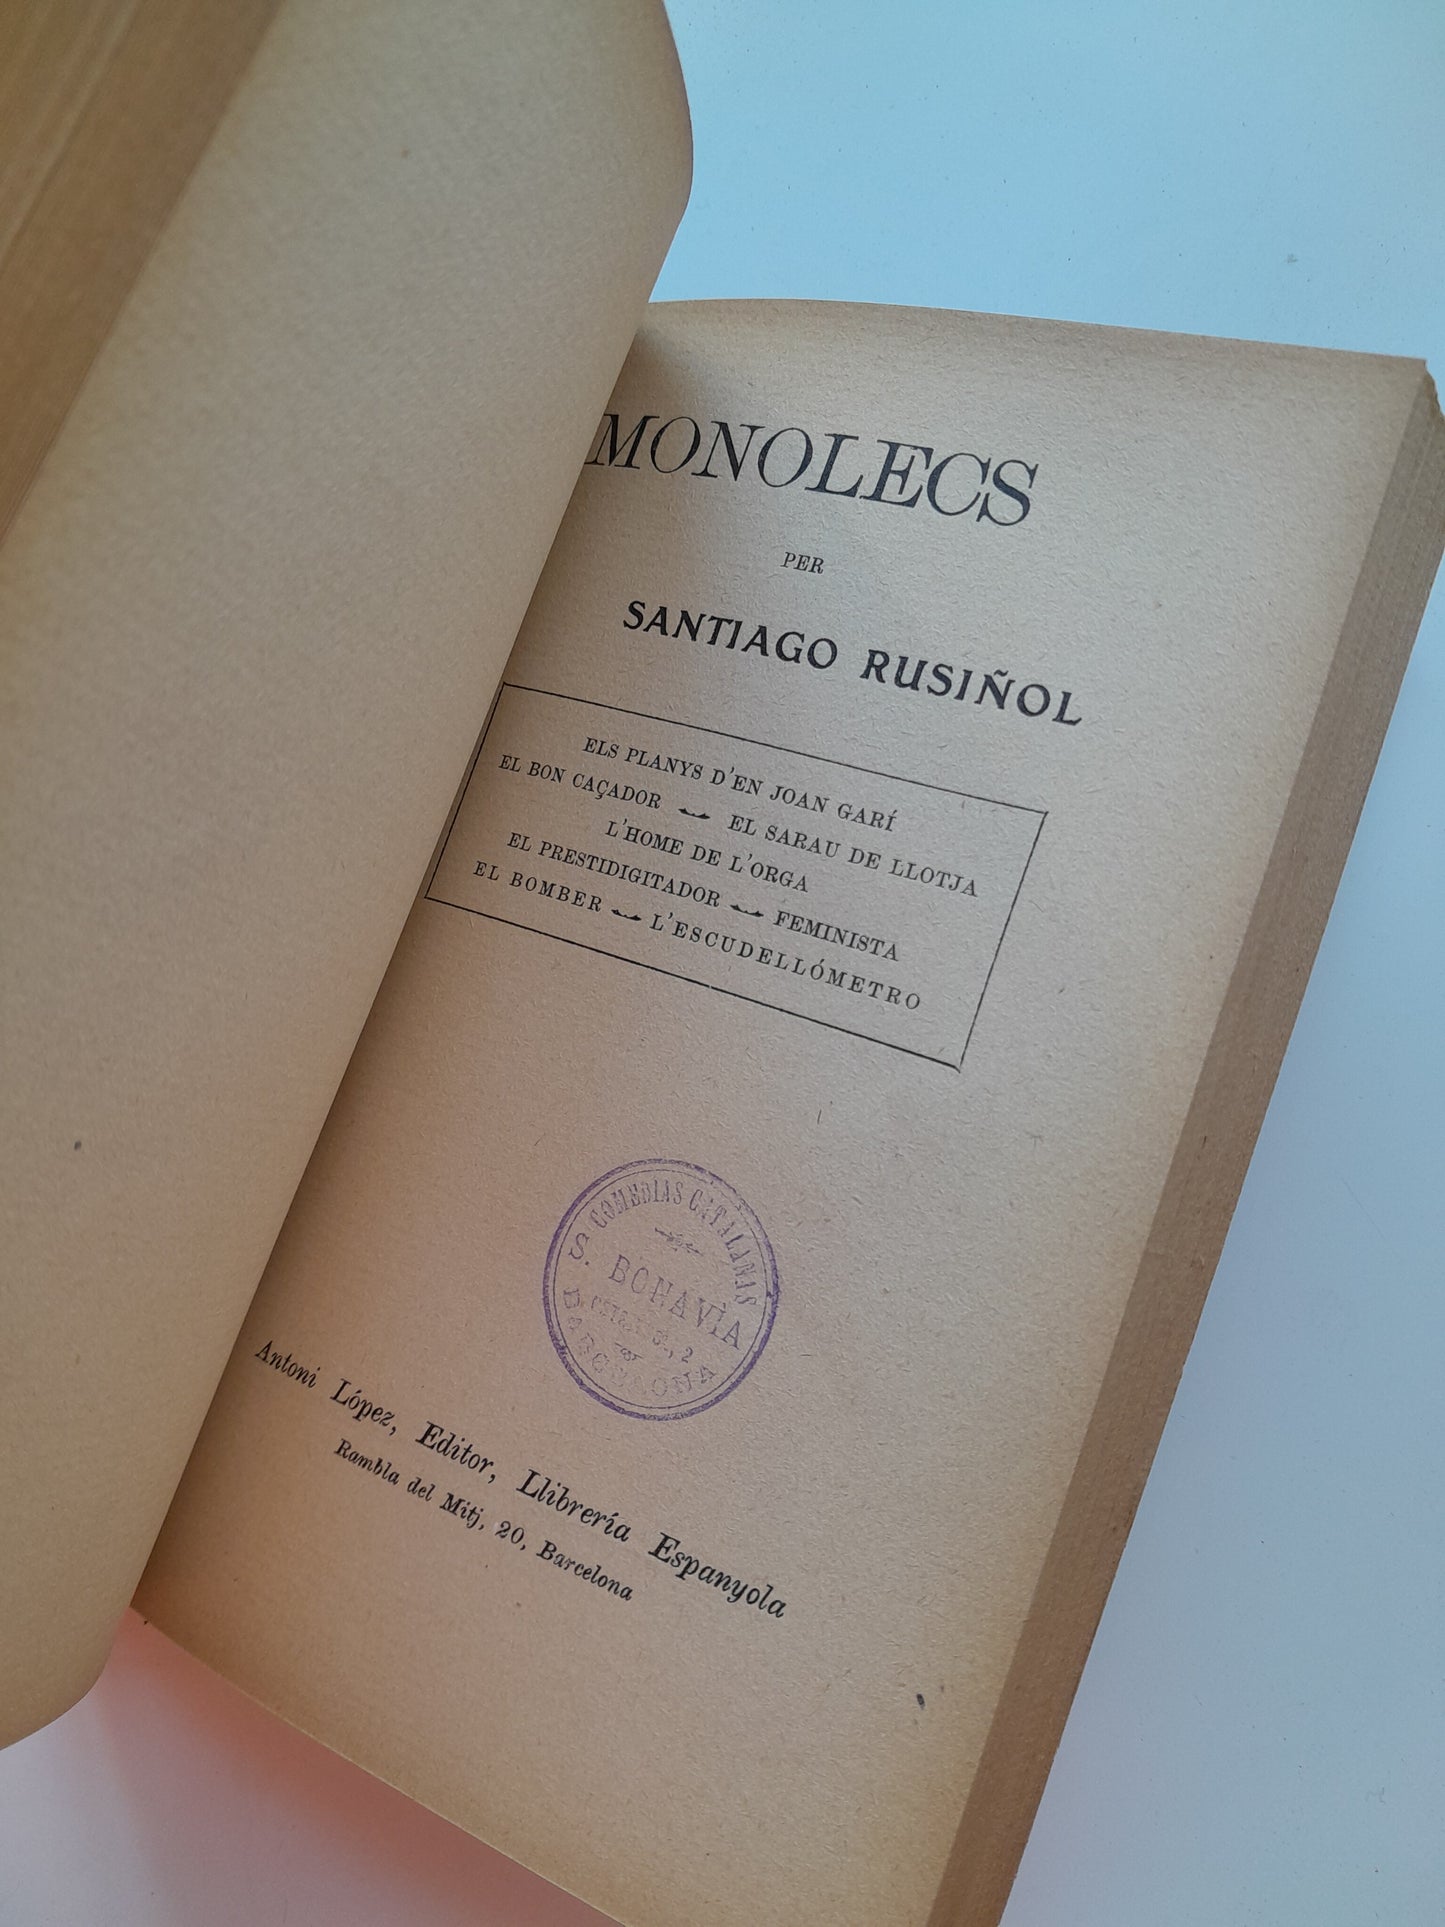 MONOLECS
PER
SANTIAGO RUSIÑOL
ELS PLANYS D'EN JOAN GARÍ
EL BON CAÇADOR EL SARAU DE LLOTJA
L'HOME DE L'ORGA
EL PRESTIDIGITADOR FEMINISTA
EL BOMBER L'ESCUDELLÓMETRO
COMEDIAS CATALANAS
S. BONAVÍA
2
BARCELONA
Antoni López, Editor, Llibrería Espanyola
Rambla del Mitj, 20, Barcelona